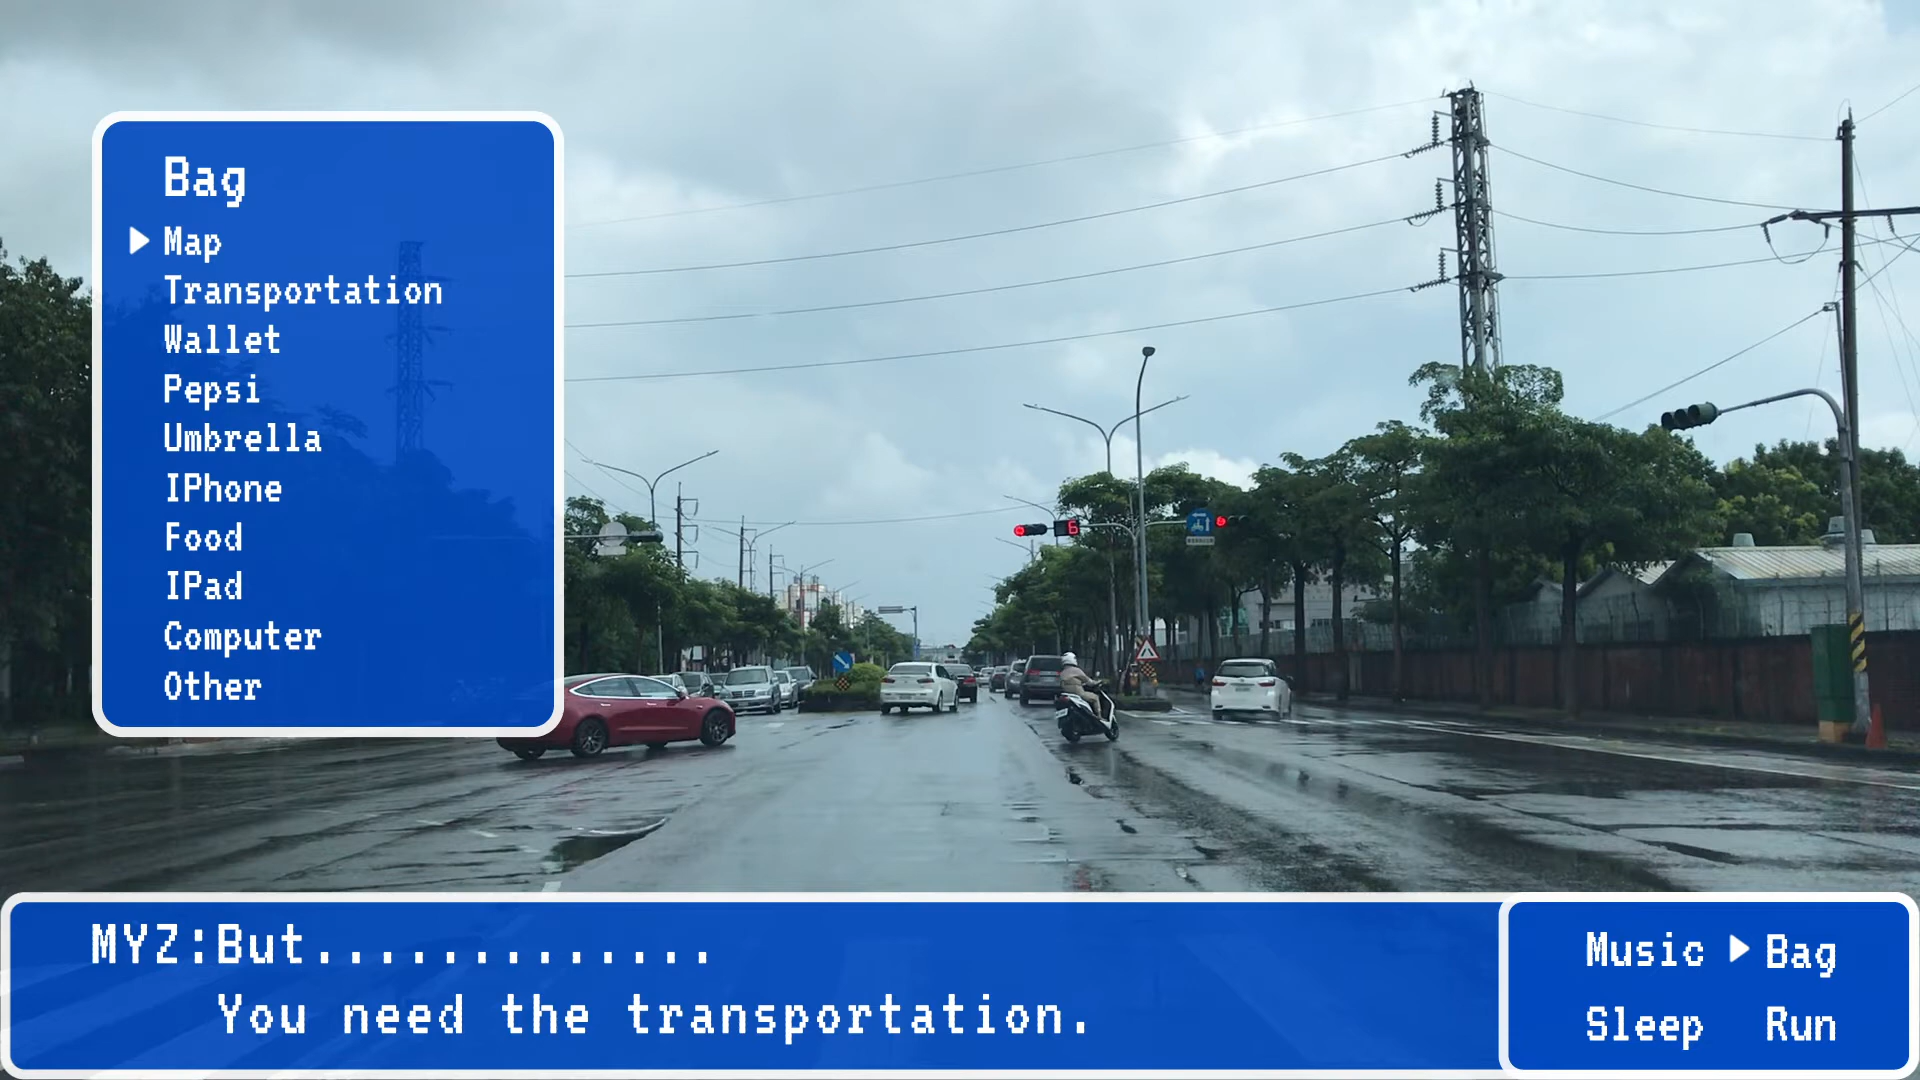 Bag
Map
Transportation
Wallet
Pepsi
Umbrella
IPhone
Food
IPad
Computer
Other
6
MYZ:But.............
You need the transportation.
Music Bag
Sleep Run